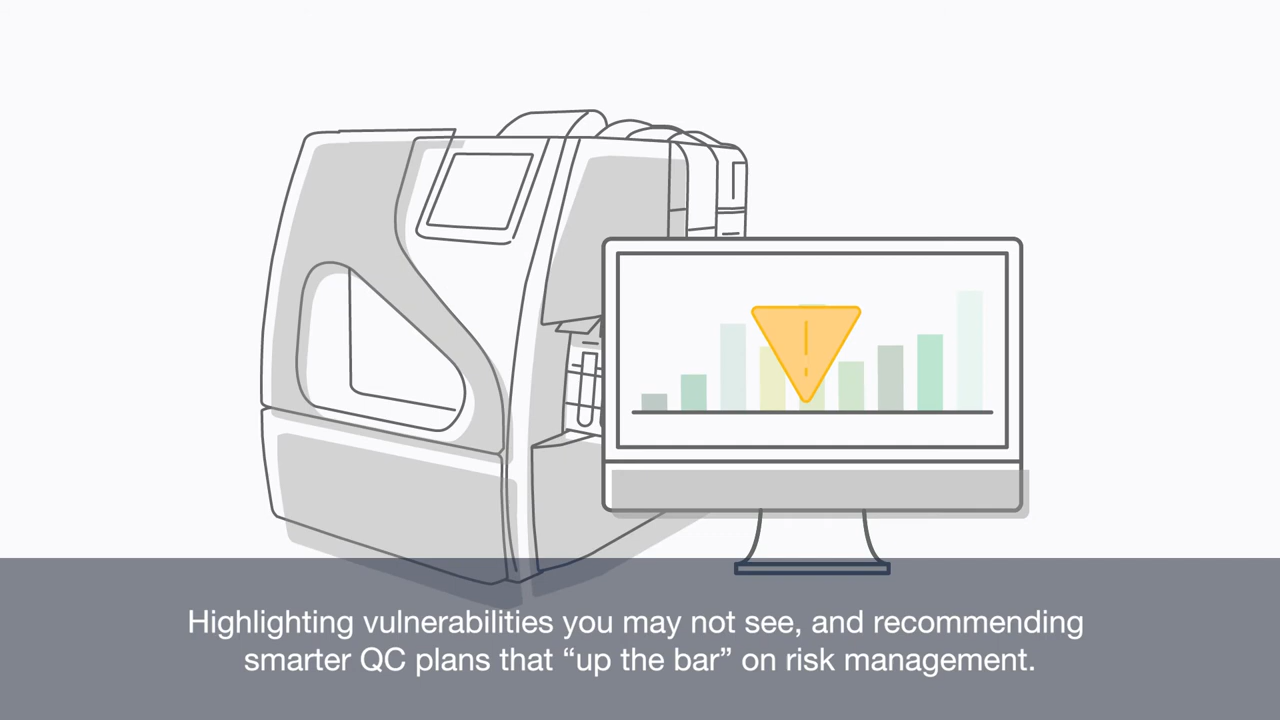 Highlighting vulnerabilities you may not see, and recommending
smarter QC plans that “up the bar” on risk management.